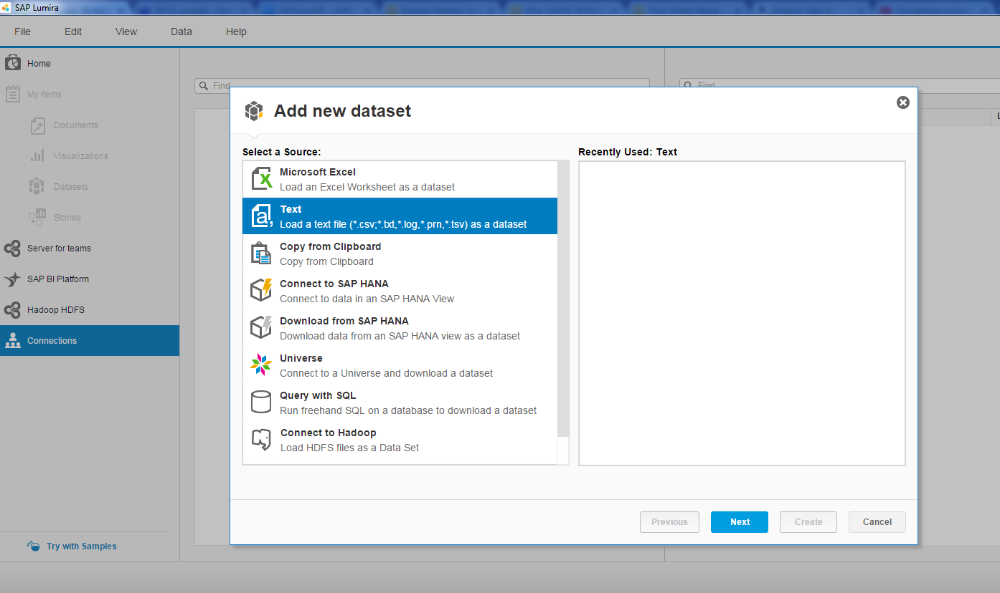 SAP Lumira
File Edit View Data Help
Home
My Items
Documents
Visualizations
Datasets
Stories
Server for teams
SAP BI Platform
Hadoop HDFS
Connections
Try with Samples
Find
Find
Add new dataset
Select a Source:
Microsoft Excel
Load an Excel Worksheet as a dataset
Text
Load a text file (*.csv;*.txt,*.log,*.prn,*.tsv) as a dataset
Copy from Clipboard
Copy from Clipboard
Connect to SAP HANA
Connect to data in an SAP HANA View
Download from SAP HANA
Download data from an SAP HANA view as a dataset
Universe
Connect to a Universe and download a dataset
Query with SQL
Run freehand SQL on a database to download a dataset
Connect to Hadoop
Load HDFS files as a Data Set
Recently Used: Text
Previous Next Create Cancel